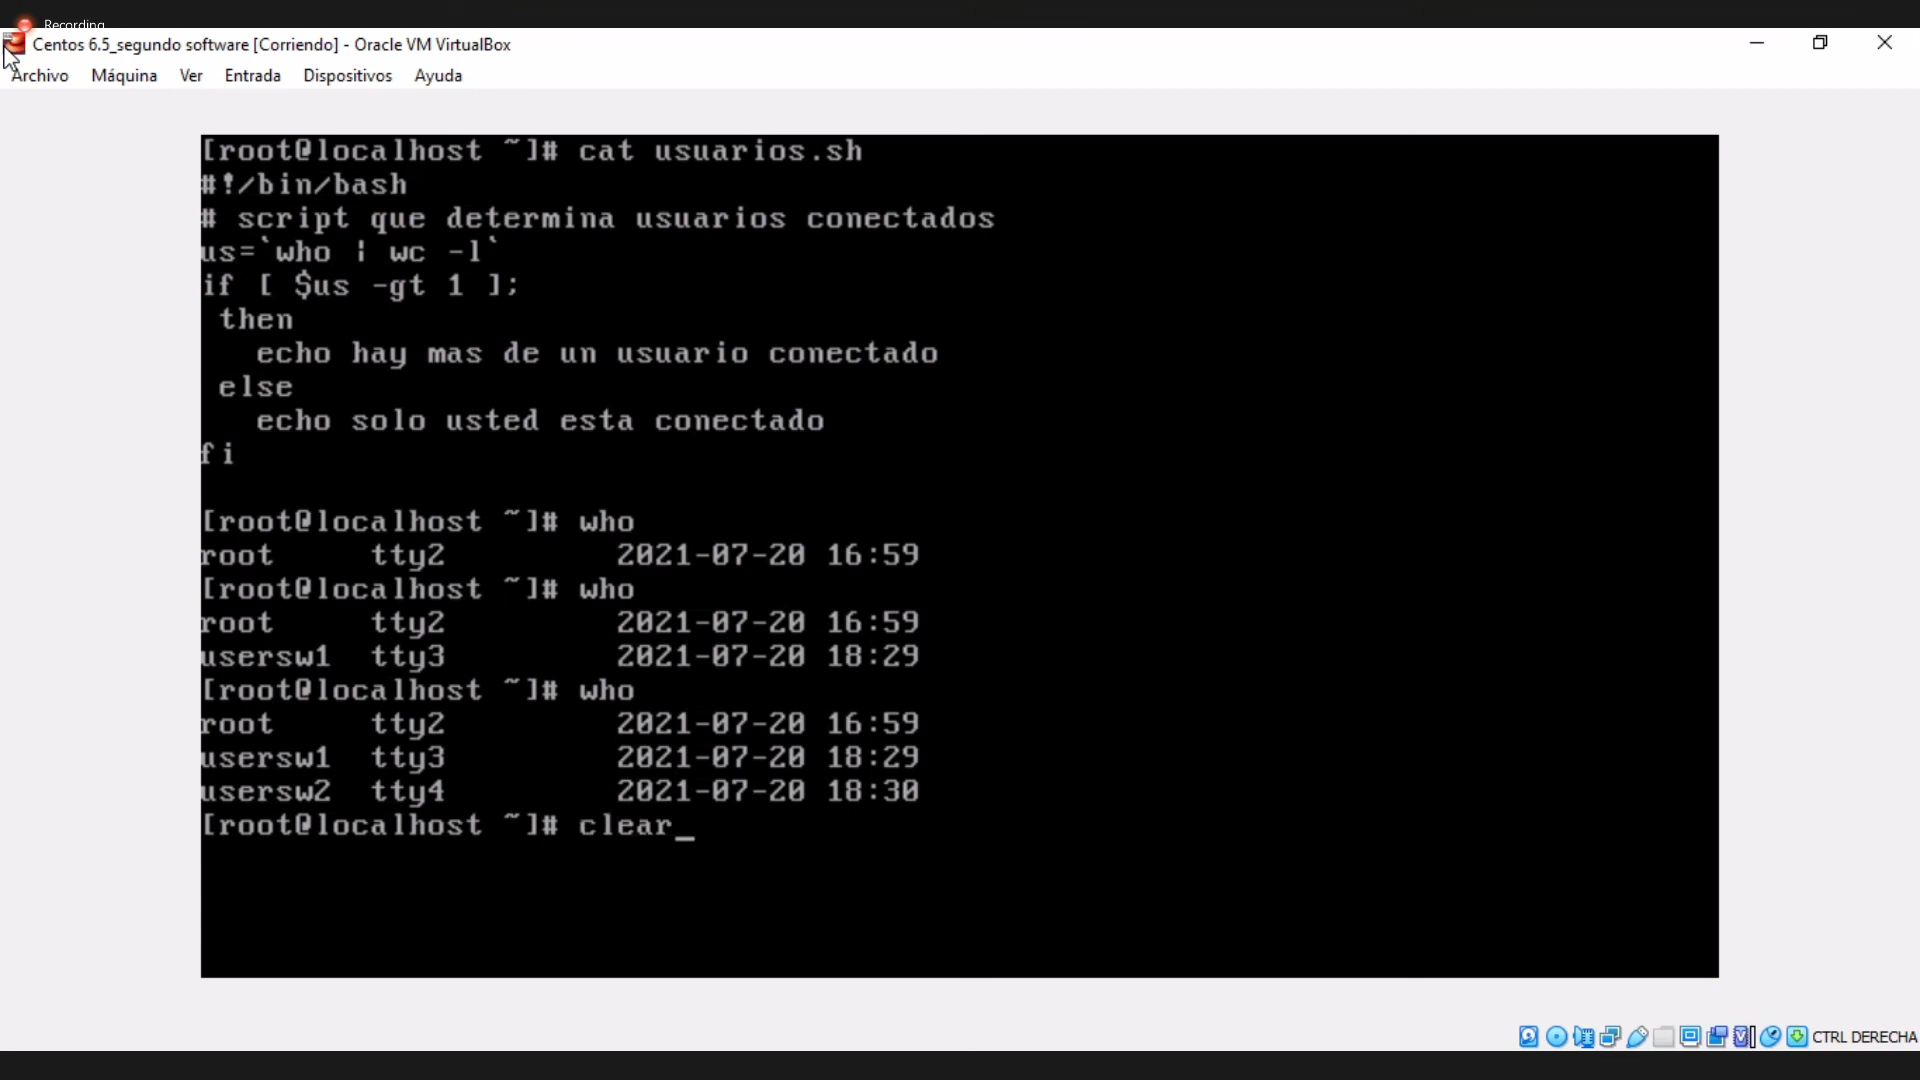 Recording
Centos 6.5_segundo software [Corriendo] - Oracle VM VirtualBox
Archivo Máquina Ver Entrada Dispositivos Ayuda
[root@localhost ~]# cat usuarios.sh
#!/bin/bash
# script que determina usuarios conectados
us=`who | wc -l`
if [ $us -gt 1 ];
then
echo hay mas de un usuario conectado
else
echo solo usted esta conectado
fi
[root@localhost ~]# who
root tty2 2021-07-20 16:59
[root@localhost ~]# who
root tty2 2021-07-20 16:59
usersw1 tty3 2021-07-20 18:29
[root@localhost ~]# who
root tty2 2021-07-20 16:59
usersw1 tty3 2021-07-20 18:29
usersw2 tty4 2021-07-20 18:30
[root@localhost ~]# clear_
CTRL DERECHA